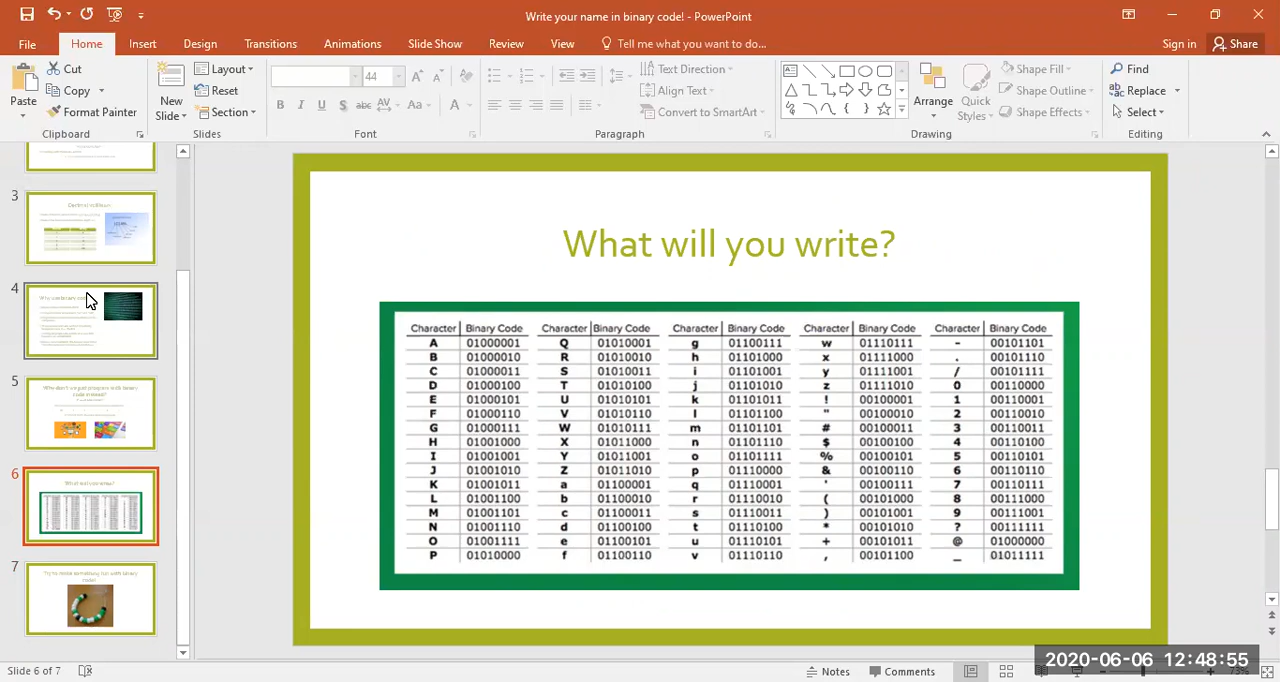 Write your name in binary code! - PowerPoint
File Home Insert Design Transitions Animations Slide Show Review View Tell me what you want to do... Sign in Share
Paste Cut Copy Format Painter Clipboard
New Slide Layout Reset Section Slides
44 B I U S abc AV Aa A Font
Text Direction Align Text Convert to SmartArt Paragraph
Arrange Quick Styles Shape Fill Shape Outline Shape Effects Drawing
Find Replace Select Editing
3
4
5
6
7
What will you write?
Character Binary Code Character Binary Code Character Binary Code Character Binary Code Character Binary Code
A 01000001 Q 01010001 g 01100111 w 01110111 - 00101101
B 01000010 R 01010010 h 01101000 x 01111000 . 00101110
C 01000011 S 01010011 i 01101001 y 01111001 / 00101111
D 01000100 T 01010100 j 01101010 z 01111010 0 00110000
E 01000101 U 01010101 k 01101011 ! 00100001 1 00110001
F 01000110 V 01010110 l 01101100 " 00100010 2 00110010
G 01000111 W 01010111 m 01101101 # 00100011 3 00110011
H 01001000 X 01011000 n 01101110 $ 00100100 4 00110100
I 01001001 Y 01011001 o 01101111 % 00100101 5 00110101
J 01001010 Z 01011010 p 01110000 & 00100110 6 00110110
K 01001011 a 01100001 q 01110001 ' 00100111 7 00110111
L 01001100 b 01100010 r 01110010 ( 00101000 8 00111000
M 01001101 c 01100011 s 01110011 ) 00101001 9 00111001
N 01001110 d 01100100 t 01110100 * 00101010 ? 00111111
O 01001111 e 01100101 u 01110101 + 00101011 @ 01000000
P 01010000 f 01100110 v 01110110 , 00101100 _ 01011111
Slide 6 of 7 Notes Comments
2020-06-06 12:48:55